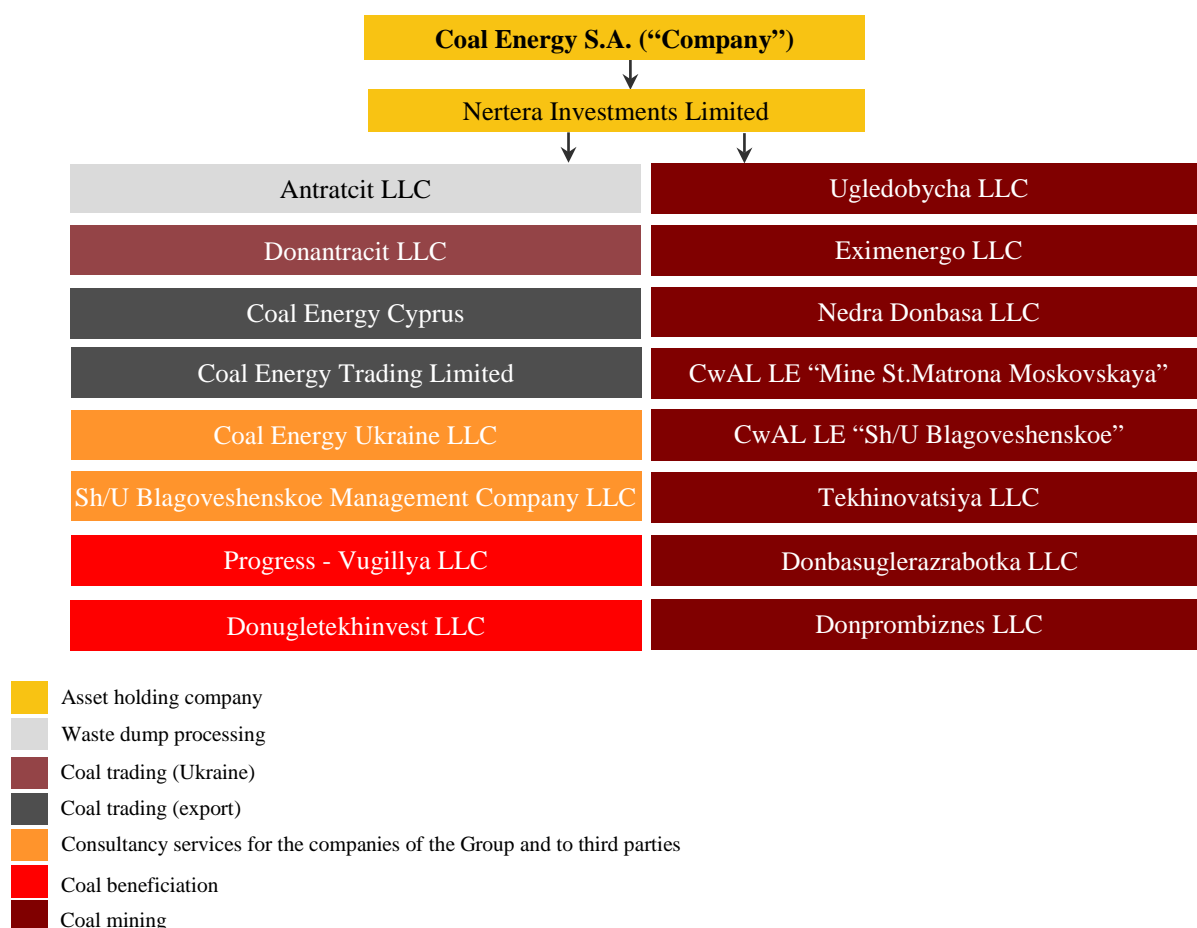 Coal Energy S.A. (“Company”)
Nertera Investments Limited
Antratcit LLC
Donantracit LLC
Coal Energy Cyprus
Coal Energy Trading Limited
Coal Energy Ukraine LLC
Sh/U Blagoveshenskoe Management Company LLC
Progress - Vugillya LLC
Donugletekhinvest LLC
Ugledobycha LLC
Eximenergo LLC
Nedra Donbasa LLC
CwAL LE “Mine St.Matrona Moskovskaya”
CwAL LE “Sh/U Blagoveshenskoe”
Tekhinovatsiya LLC
Donbasuglerazrabotka LLC
Donprombiznes LLC
Asset holding company
Waste dump processing
Coal trading (Ukraine)
Coal trading (export)
Consultancy services for the companies of the Group and to third parties
Coal beneficiation
Coal mining